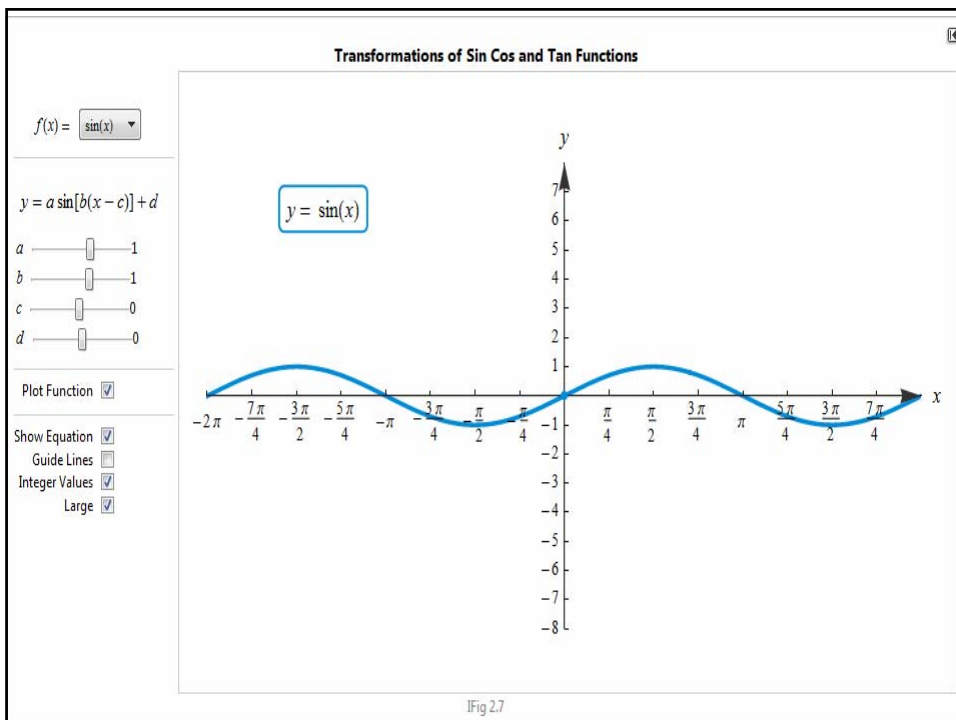 Transformations of Sin Cos and Tan Functions
f(x) = sin(x)
y = a sin[b(x − c)] + d
a 1
b 1
c 0
d 0
Plot Function
Show Equation
Guide Lines
Integer Values
Large
y = sin(x)
y
7
6
5
4
3
2
1
x
−2π −7π/4 −3π/2 −5π/4 −π −3π/4 −π/2 −π/4 π/4 π/2 3π/4 π 5π/4 3π/2 7π/4
−1
−2
−3
−4
−5
−6
−7
−8
IFig 2.7